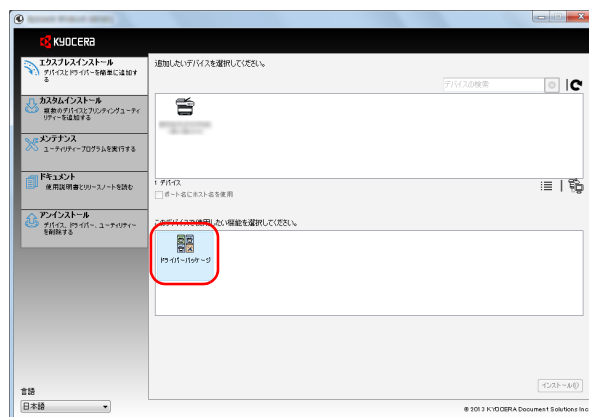 KYOCERA
エクスプレスインストール
デバイスとドライバーを簡単に追加す
る
カスタムインストール
複数のデバイスとプリンティングユーティ
リティーを追加する
メンテナンス
ユーティリティープログラムを実行する
ドキュメント
使用説明書とリリースノートを読む
アンインストール
デバイス、ドライバー、ユーティリティー
を削除する
追加したいデバイスを選択してください。
デバイスの検索
1 デバイス
ポート名にホスト名を使用
このデバイスで使用したい機能を選択してください。
ドライバーパッケージ
インストール(I)
言語
日本語
© 2013 KYOCERA Document Solutions Inc